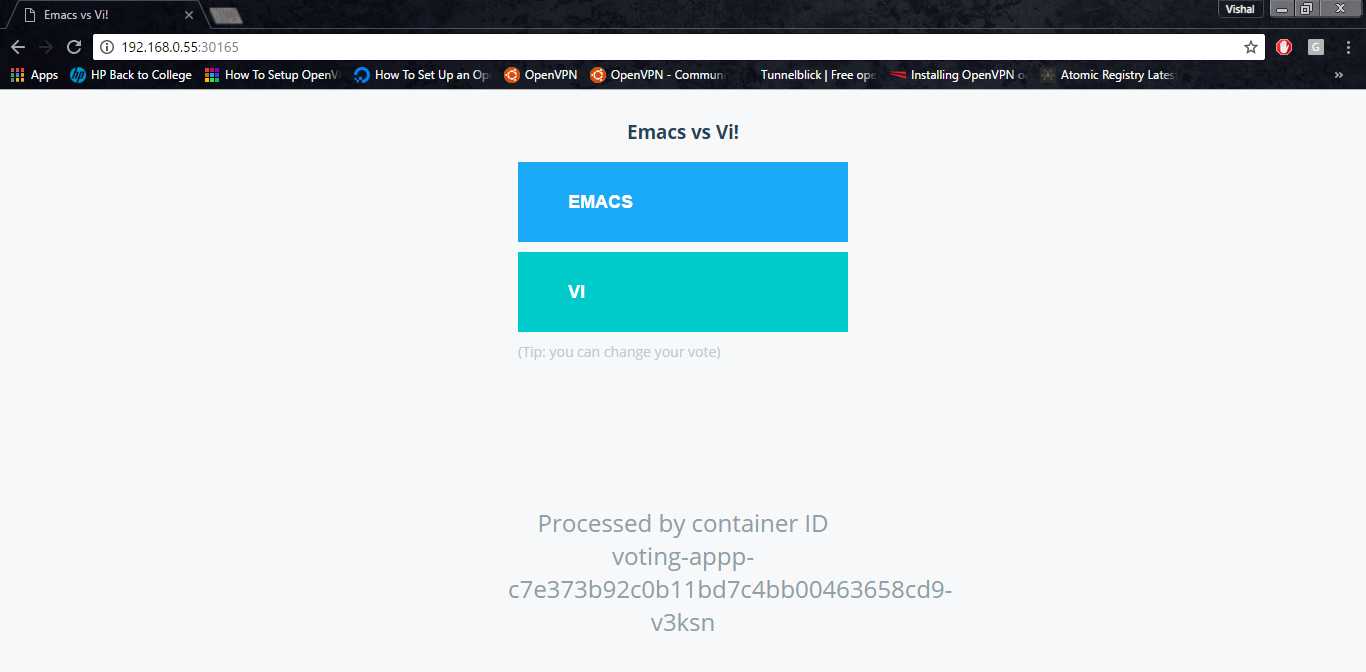 Emacs vs Vi!
Vishal
192.168.0.55:30165
G
Apps
HP Back to College
How To Setup OpenV
How To Set Up an Op
OpenVPN
OpenVPN - Commun
Tunnelblick | Free ope
Installing OpenVPN o
Atomic Registry Lates
»
Emacs vs Vi!
EMACS
VI
(Tip: you can change your vote)
Processed by container ID
voting-appp-
c7e373b92c0b11bd7c4bb00463658cd9-
v3ksn